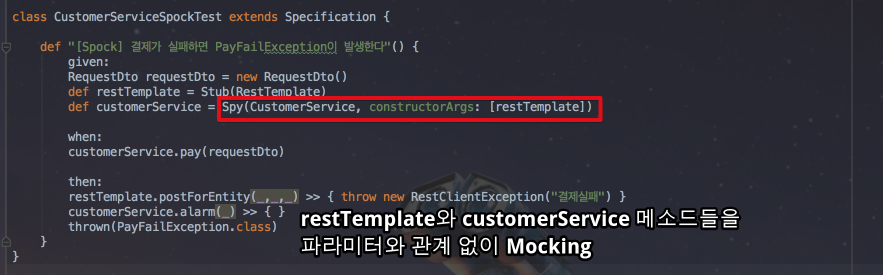 class CustomerServiceSpockTest extends Specification {
def "[Spock] 결제가 실패하면 PayFailException이 발생한다"() {
given:
RequestDto requestDto = new RequestDto()
def restTemplate = Stub(RestTemplate)
def customerService = Spy(CustomerService, constructorArgs: [restTemplate])
when:
customerService.pay(requestDto)
then:
restTemplate.postForEntity(_,_,_) >> { throw new RestClientException("결제실패") }
customerService.alarm(_) >> { }
thrown(PayFailException.class)
restTemplate와 customerService 메소드들을
파라미터와 관계 없이 Mocking
}
}